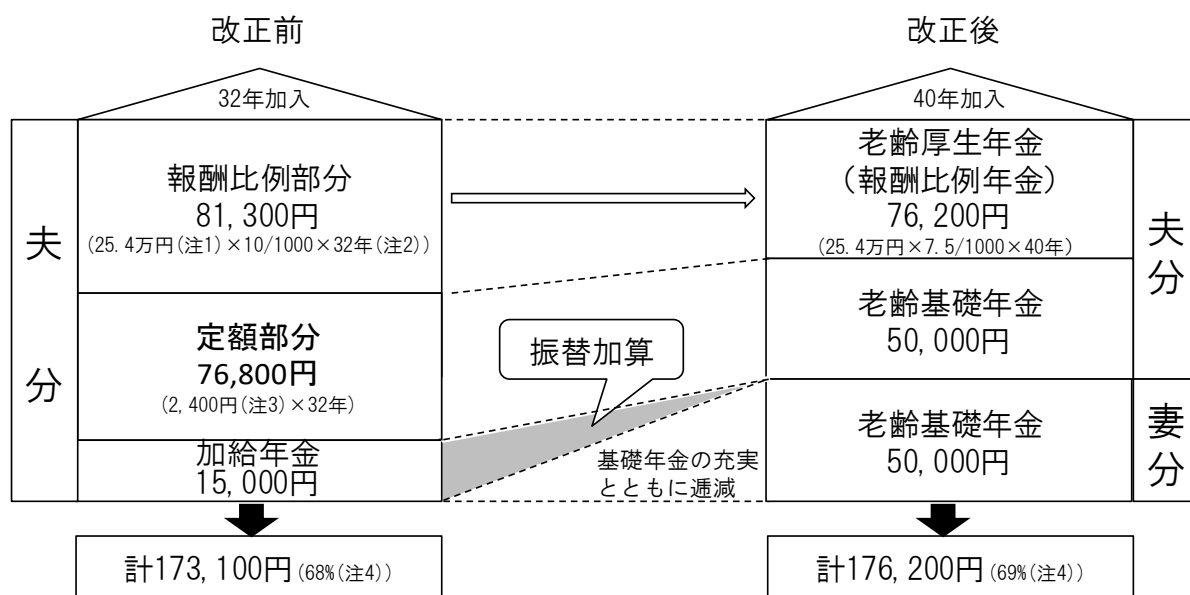 改正前
32年加入
夫
分
報酬比例部分
81,300円
(25.4万円(注1)×10/1000×32年(注2))
定額部分
76,800円
(2,400円(注3)×32年)
加給年金
15,000円
計173,100円(68%(注4))
振替加算
基礎年金の充実
とともに逓減
改正後
40年加入
老齢厚生年金
（報酬比例年金）
76,200円
(25.4万円×7.5/1000×40年)
老齢基礎年金
50,000円
夫
分
老齢基礎年金
50,000円
妻
分
計176,200円(69%(注4))